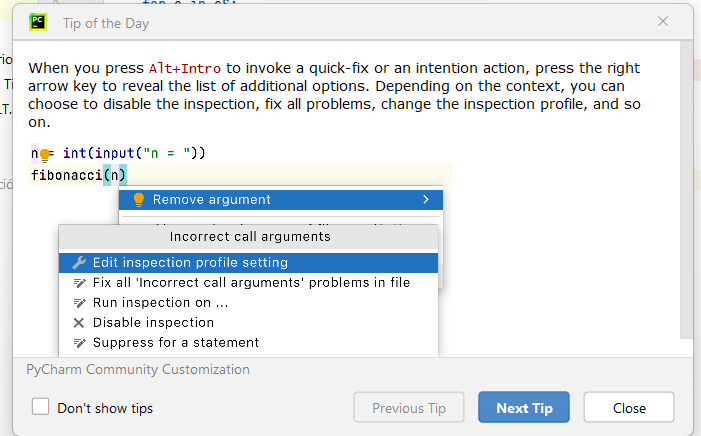 PC
Tip of the Day
When you press Alt+Intro to invoke a quick-fix or an intention action, press the right
arrow key to reveal the list of additional options. Depending on the context, you can
choose to disable the inspection, fix all problems, change the inspection profile, and so
on.
n = int(input("n = "))
fibonacci(n)
Remove argument
Incorrect call arguments
Edit inspection profile setting
Fix all 'Incorrect call arguments' problems in file
Run inspection on ...
Disable inspection
Suppress for a statement
PyCharm Community Customization
Don't show tips
Previous Tip
Next Tip
Close